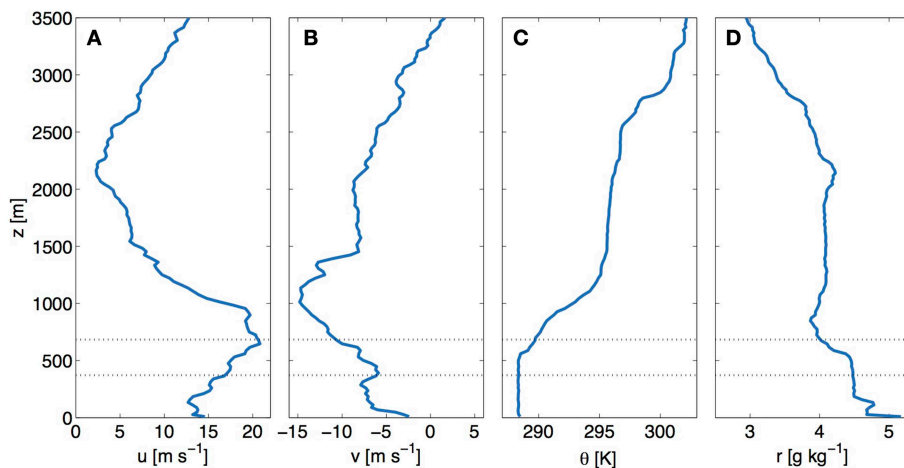 A B C D
3500
3000
2500
2000
1500
1000
500
0
z [m]
0 5 10 15 20
u [m s⁻¹]
−15 −10 −5 0 5
v [m s⁻¹]
290 295 300
θ [K]
3 4 5
r [g kg⁻¹]